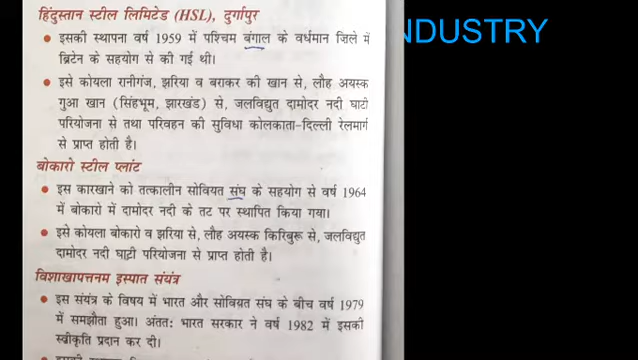 हिंदुस्तान स्टील लिमिटेड (HSL), दुर्गापुर
NDUSTRY
• इसकी स्थापना वर्ष 1959 में पश्चिम बंगाल के वर्धमान ज़िले में
ब्रिटेन के सहयोग से की गई थी।
• इसे कोयला रानीगंज, झरिया व बराकर की खान से, लौह अयस्क
गुआ खान (सिंहभूम, झारखंड) से, जलविद्युत दामोदर नदी घाटी
परियोजना से तथा परिवहन की सुविधा कोलकाता-दिल्ली रेलमार्ग
से प्राप्त होती है।
बोकारो स्टील प्लांट
• इस कारखाने को तत्कालीन सोवियत संघ के सहयोग से वर्ष 1964
में बोकारो में दामोदर नदी के तट पर स्थापित किया गया।
• इसे कोयला बोकारो व झरिया से, लौह अयस्क किरिबुरू से, जलविद्युत
दामोदर नदी घाटी परियोजना से प्राप्त होती है।
विशाखापत्तनम इस्पात संयंत्र
• इस संयंत्र के विषय में भारत और सोवियत संघ के बीच वर्ष 1979
में समझौता हुआ। अंततः भारत सरकार ने वर्ष 1982 में इसकी
स्वीकृति प्रदान कर दी।